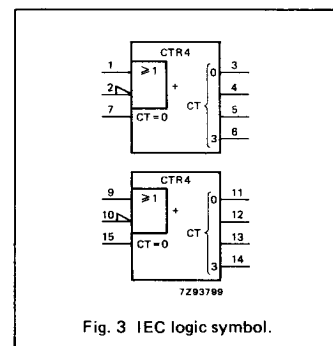 CTR4
1 ≥1 0 3
2 + 4
7 CT=0 CT 5
3 6
CTR4
9 ≥1 0 11
10 + 12
15 CT=0 CT 13
3 14
7Z93799
Fig. 3 IEC logic symbol.